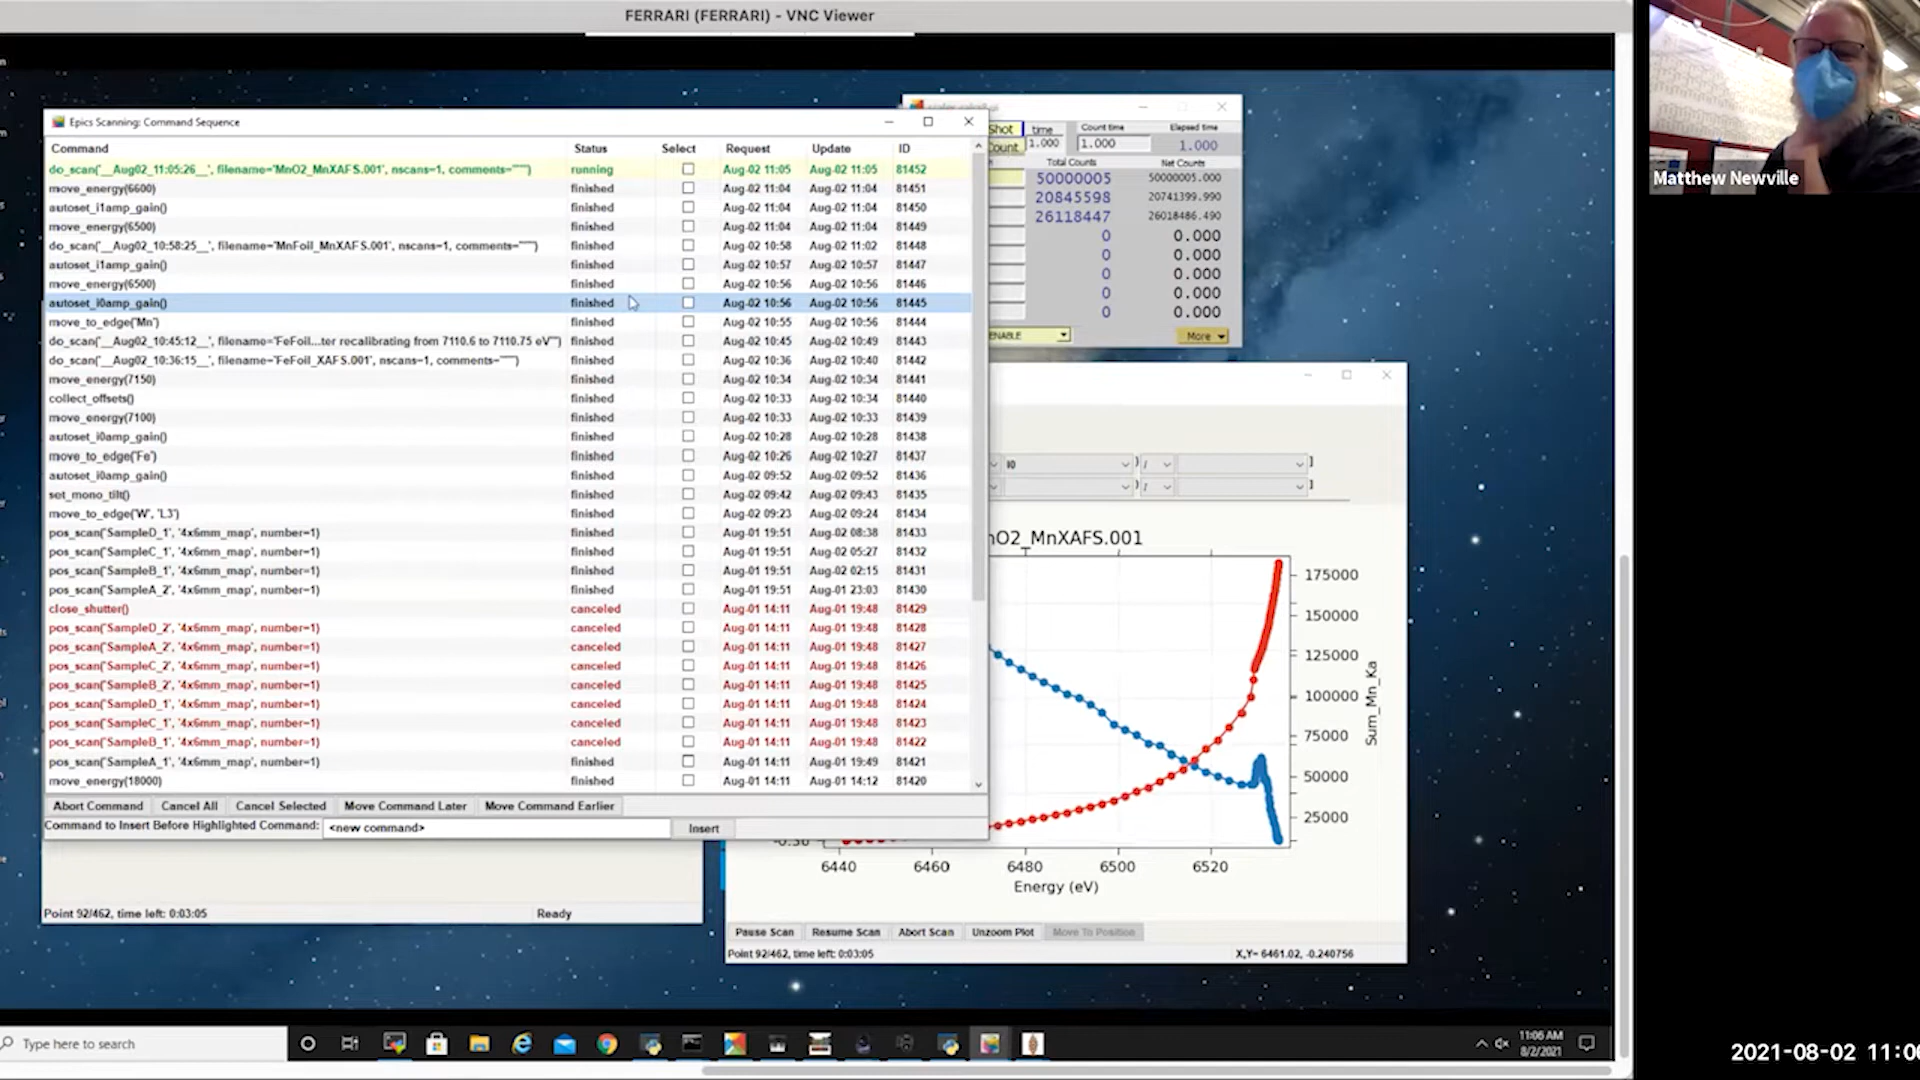 FERRARI (FERRARI) - VNC Viewer
Matthew Newville
Epics Scanning: Command Sequence
Command Status Select Request Update ID
do_scan('__Aug02_11:05:26__', filename='MnO2_MnXAFS.001', nscans=1, comments='""') running Aug-02 11:05 Aug-02 11:05 81452
move_energy(6600) finished Aug-02 11:04 Aug-02 11:04 81451
autoset_i1amp_gain() finished Aug-02 11:04 Aug-02 11:04 81450
move_energy(6500) finished Aug-02 11:04 Aug-02 11:04 81449
do_scan('__Aug02_10:58:25__', filename='MnFoil_MnXAFS.001', nscans=1, comments='""') finished Aug-02 10:58 Aug-02 11:02 81448
autoset_i1amp_gain() finished Aug-02 10:57 Aug-02 10:57 81447
move_energy(6500) finished Aug-02 10:56 Aug-02 10:56 81446
autoset_i0amp_gain() finished Aug-02 10:56 Aug-02 10:56 81445
move_to_edge('Mn') finished Aug-02 10:55 Aug-02 10:56 81444
do_scan('__Aug02_10:45:12__', filename='FeFoil...ter recalibrating from 7110.6 to 7110.75 eV'') finished Aug-02 10:45 Aug-02 10:49 81443
do_scan('__Aug02_10:36:15__', filename='FeFoil_XAFS.001', nscans=1, comments='""') finished Aug-02 10:36 Aug-02 10:40 81442
move_energy(7150) finished Aug-02 10:34 Aug-02 10:34 81441
collect_offsets() finished Aug-02 10:33 Aug-02 10:34 81440
move_energy(7100) finished Aug-02 10:33 Aug-02 10:33 81439
autoset_i0amp_gain() finished Aug-02 10:28 Aug-02 10:28 81438
move_to_edge('Fe') finished Aug-02 10:26 Aug-02 10:27 81437
autoset_i0amp_gain() finished Aug-02 09:52 Aug-02 09:52 81436
set_mono_tilt() finished Aug-02 09:42 Aug-02 09:43 81435
move_to_edge('W', 'L3') finished Aug-02 09:23 Aug-02 09:24 81434
pos_scan('SampleD_1', '4x6mm_map', number=1) finished Aug-01 19:51 Aug-02 08:38 81433
pos_scan('SampleC_1', '4x6mm_map', number=1) finished Aug-01 19:51 Aug-02 05:27 81432
pos_scan('SampleB_1', '4x6mm_map', number=1) finished Aug-01 19:51 Aug-02 02:15 81431
pos_scan('SampleA_2', '4x6mm_map', number=1) finished Aug-01 19:51 Aug-01 23:03 81430
close_shutter() canceled Aug-01 14:11 Aug-01 19:48 81429
pos_scan('SampleD_2', '4x6mm_map', number=1) canceled Aug-01 14:11 Aug-01 19:48 81428
pos_scan('SampleA_2', '4x6mm_map', number=1) canceled Aug-01 14:11 Aug-01 19:48 81427
pos_scan('SampleC_2', '4x6mm_map', number=1) canceled Aug-01 14:11 Aug-01 19:48 81426
pos_scan('SampleB_2', '4x6mm_map', number=1) canceled Aug-01 14:11 Aug-01 19:48 81425
pos_scan('SampleD_1', '4x6mm_map', number=1) canceled Aug-01 14:11 Aug-01 19:48 81424
pos_scan('SampleC_1', '4x6mm_map', number=1) canceled Aug-01 14:11 Aug-01 19:48 81423
pos_scan('SampleB_1', '4x6mm_map', number=1) canceled Aug-01 14:11 Aug-01 19:48 81422
pos_scan('SampleA_1', '4x6mm_map', number=1) finished Aug-01 14:11 Aug-01 19:49 81421
move_energy(18000) finished Aug-01 14:11 Aug-01 14:12 81420
Abort Command Cancel All Cancel Selected Move Command Later Move Command Earlier
Command to Insert Before Highlighted Command: <new command> Insert
Point 92/462, time left: 0:03:05 Ready
Shot time Count time Elapsed time
Count 1.000 1.000 1.000
Total Counts Net Counts
50000005 50000005.000
20845598 20741399.990
26118447 26018486.490
0 0.000
0 0.000
0 0.000
0 0.000
0 0.000
ENABLE More
I0 ) / ]
) / ]
nO2_MnXAFS.001
175000
150000
125000
100000
75000
50000
25000
Sum_Mn_Ka
-0.50
6440 6460 6480 6500 6520
Energy (eV)
Pause Scan Resume Scan Abort Scan Unzoom Plot Move To Position
Point 92/462, time left: 0:03:05 X,Y= 6461.02, -0.240756
Type here to search
11:06 AM
8/2/2021
2021-08-02 11:0